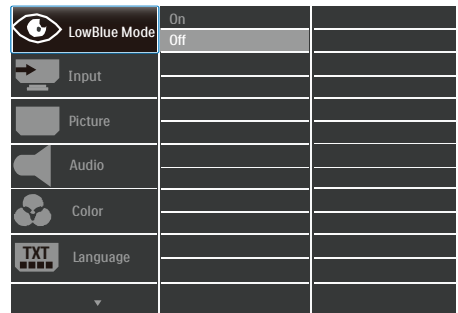 LowBlue Mode
On
Off
Input
Picture
Audio
Color
TXT
Language